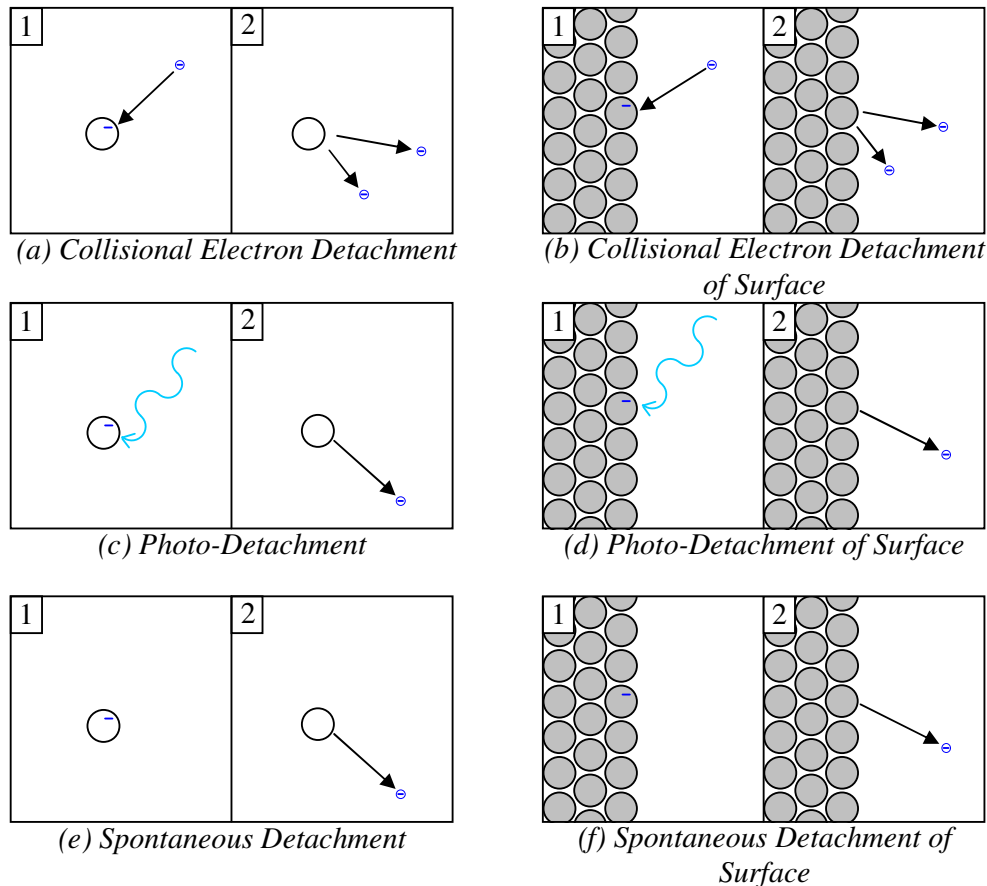 1 2
1 2
(a) Collisional Electron Detachment
(b) Collisional Electron Detachment
of Surface
1 2
1 2
(c) Photo-Detachment
(d) Photo-Detachment of Surface
1 2
1 2
(e) Spontaneous Detachment
(f) Spontaneous Detachment of
Surface